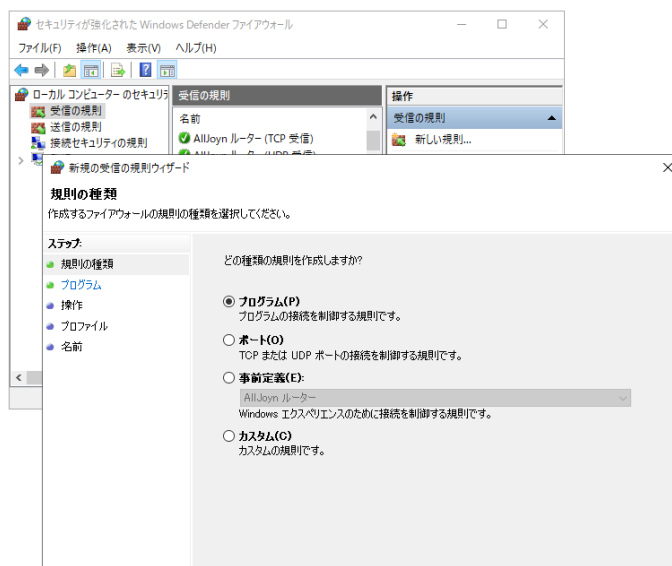 セキュリティが強化された Windows Defender ファイアウォール
ファイル(F) 操作(A) 表示(V) ヘルプ(H)
ローカル コンピューター のセキュリテ
受信の規則
送信の規則
接続セキュリティの規則
受信の規則
名前
AllJoyn ルーター (TCP 受信)
操作
受信の規則
新しい規則...
新規の受信の規則ウィザード
規則の種類
作成するファイアウォールの規則の種類を選択してください。
ステップ:
規則の種類
プログラム
操作
プロファイル
名前
どの種類の規則を作成しますか?
プログラム(P)
プログラムの接続を制御する規則です。
ポート(O)
TCP または UDP ポートの接続を制御する規則です。
事前定義(E):
AllJoyn ルーター
Windows エクスペリエンスのために接続を制御する規則です。
カスタム(C)
カスタムの規則です。